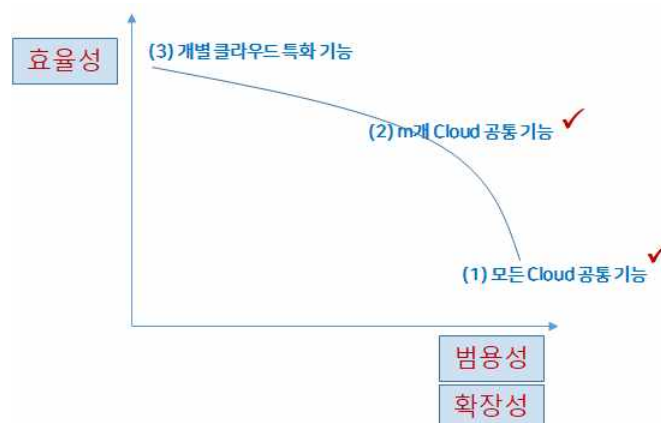 효율성
(3) 개별 클라우드 특화 기능
(2) m개 Cloud 공통 기능
(1) 모든 Cloud 공통 기능
범용성
확장성